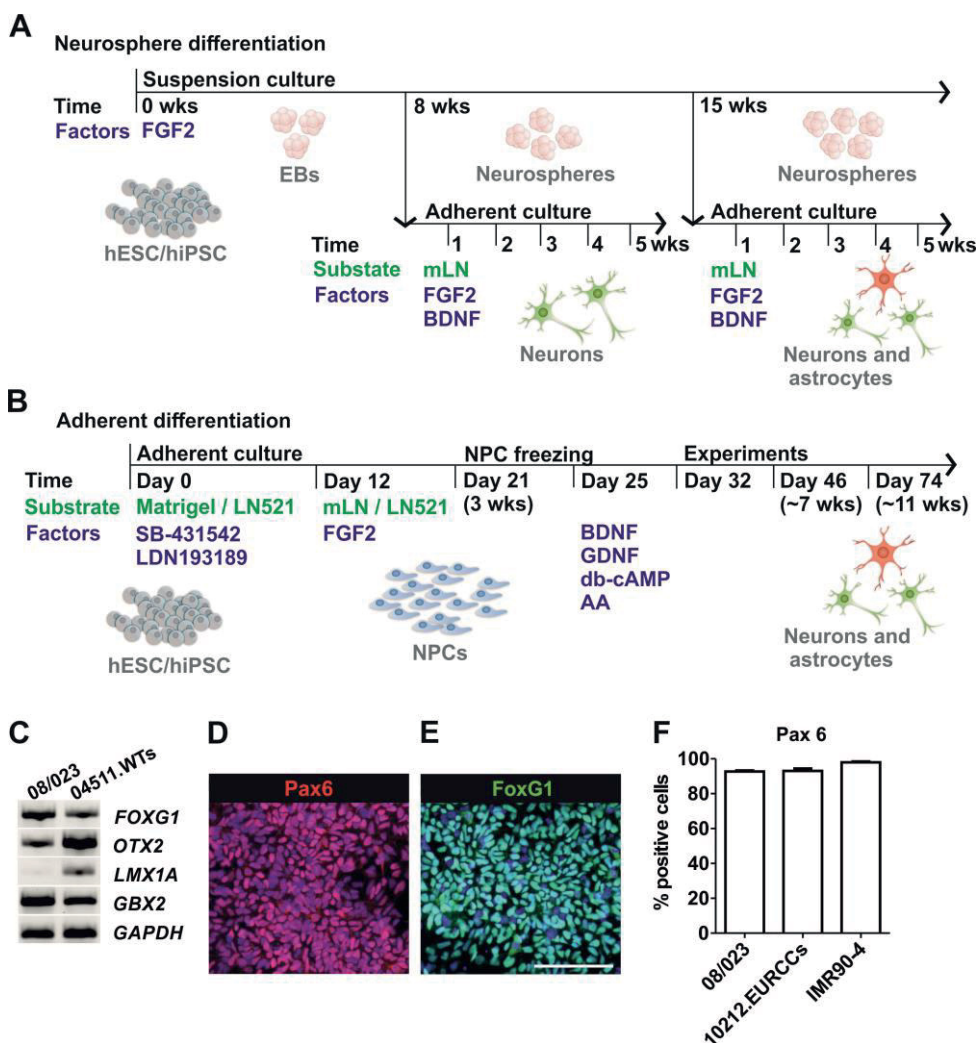 A
Neurosphere differentiation
Suspension culture
Time 0 wks 8 wks 15 wks
Factors FGF2
EBs Neurospheres Neurospheres
hESC/hiPSC
Adherent culture Adherent culture
Time 1 2 3 4 5 wks 1 2 3 4 5 wks
Substate mLN mLN
Factors FGF2 FGF2
BDNF BDNF
Neurons Neurons and
astrocytes
B
Adherent differentiation
Adherent culture NPC freezing Experiments
Time Day 0 Day 12 Day 21 Day 25 Day 32 Day 46 Day 74
(3 wks) (~7 wks) (~11 wks)
Substrate Matrigel / LN521 mLN / LN521
Factors SB-431542 FGF2 BDNF
LDN193189 GDNF
db-cAMP
AA
hESC/hiPSC NPCs Neurons and
astrocytes
C
08/023 04511.WTs
FOXG1
OTX2
LMX1A
GBX2
GAPDH
D
Pax6
E
FoxG1
F
Pax 6
% positive cells
100
80
60
40
20
0
08/023
10212.EURCCs
IMR90-4